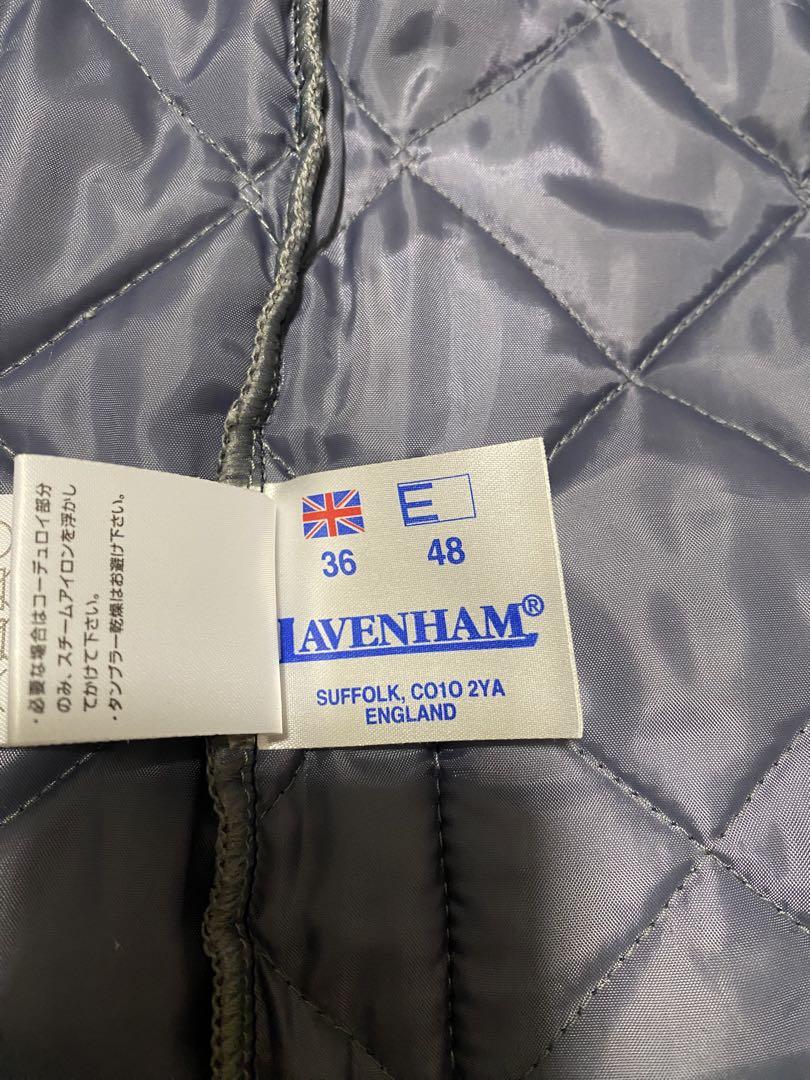 ・必要な場合はコーデュロイ部分
のみ、スチームアイロンを浮かし
てかけて下さい。
・タンブラー乾燥はお避け下さい。
36
E
48
LAVENHAM®
SUFFOLK, CO10 2YA
ENGLAND